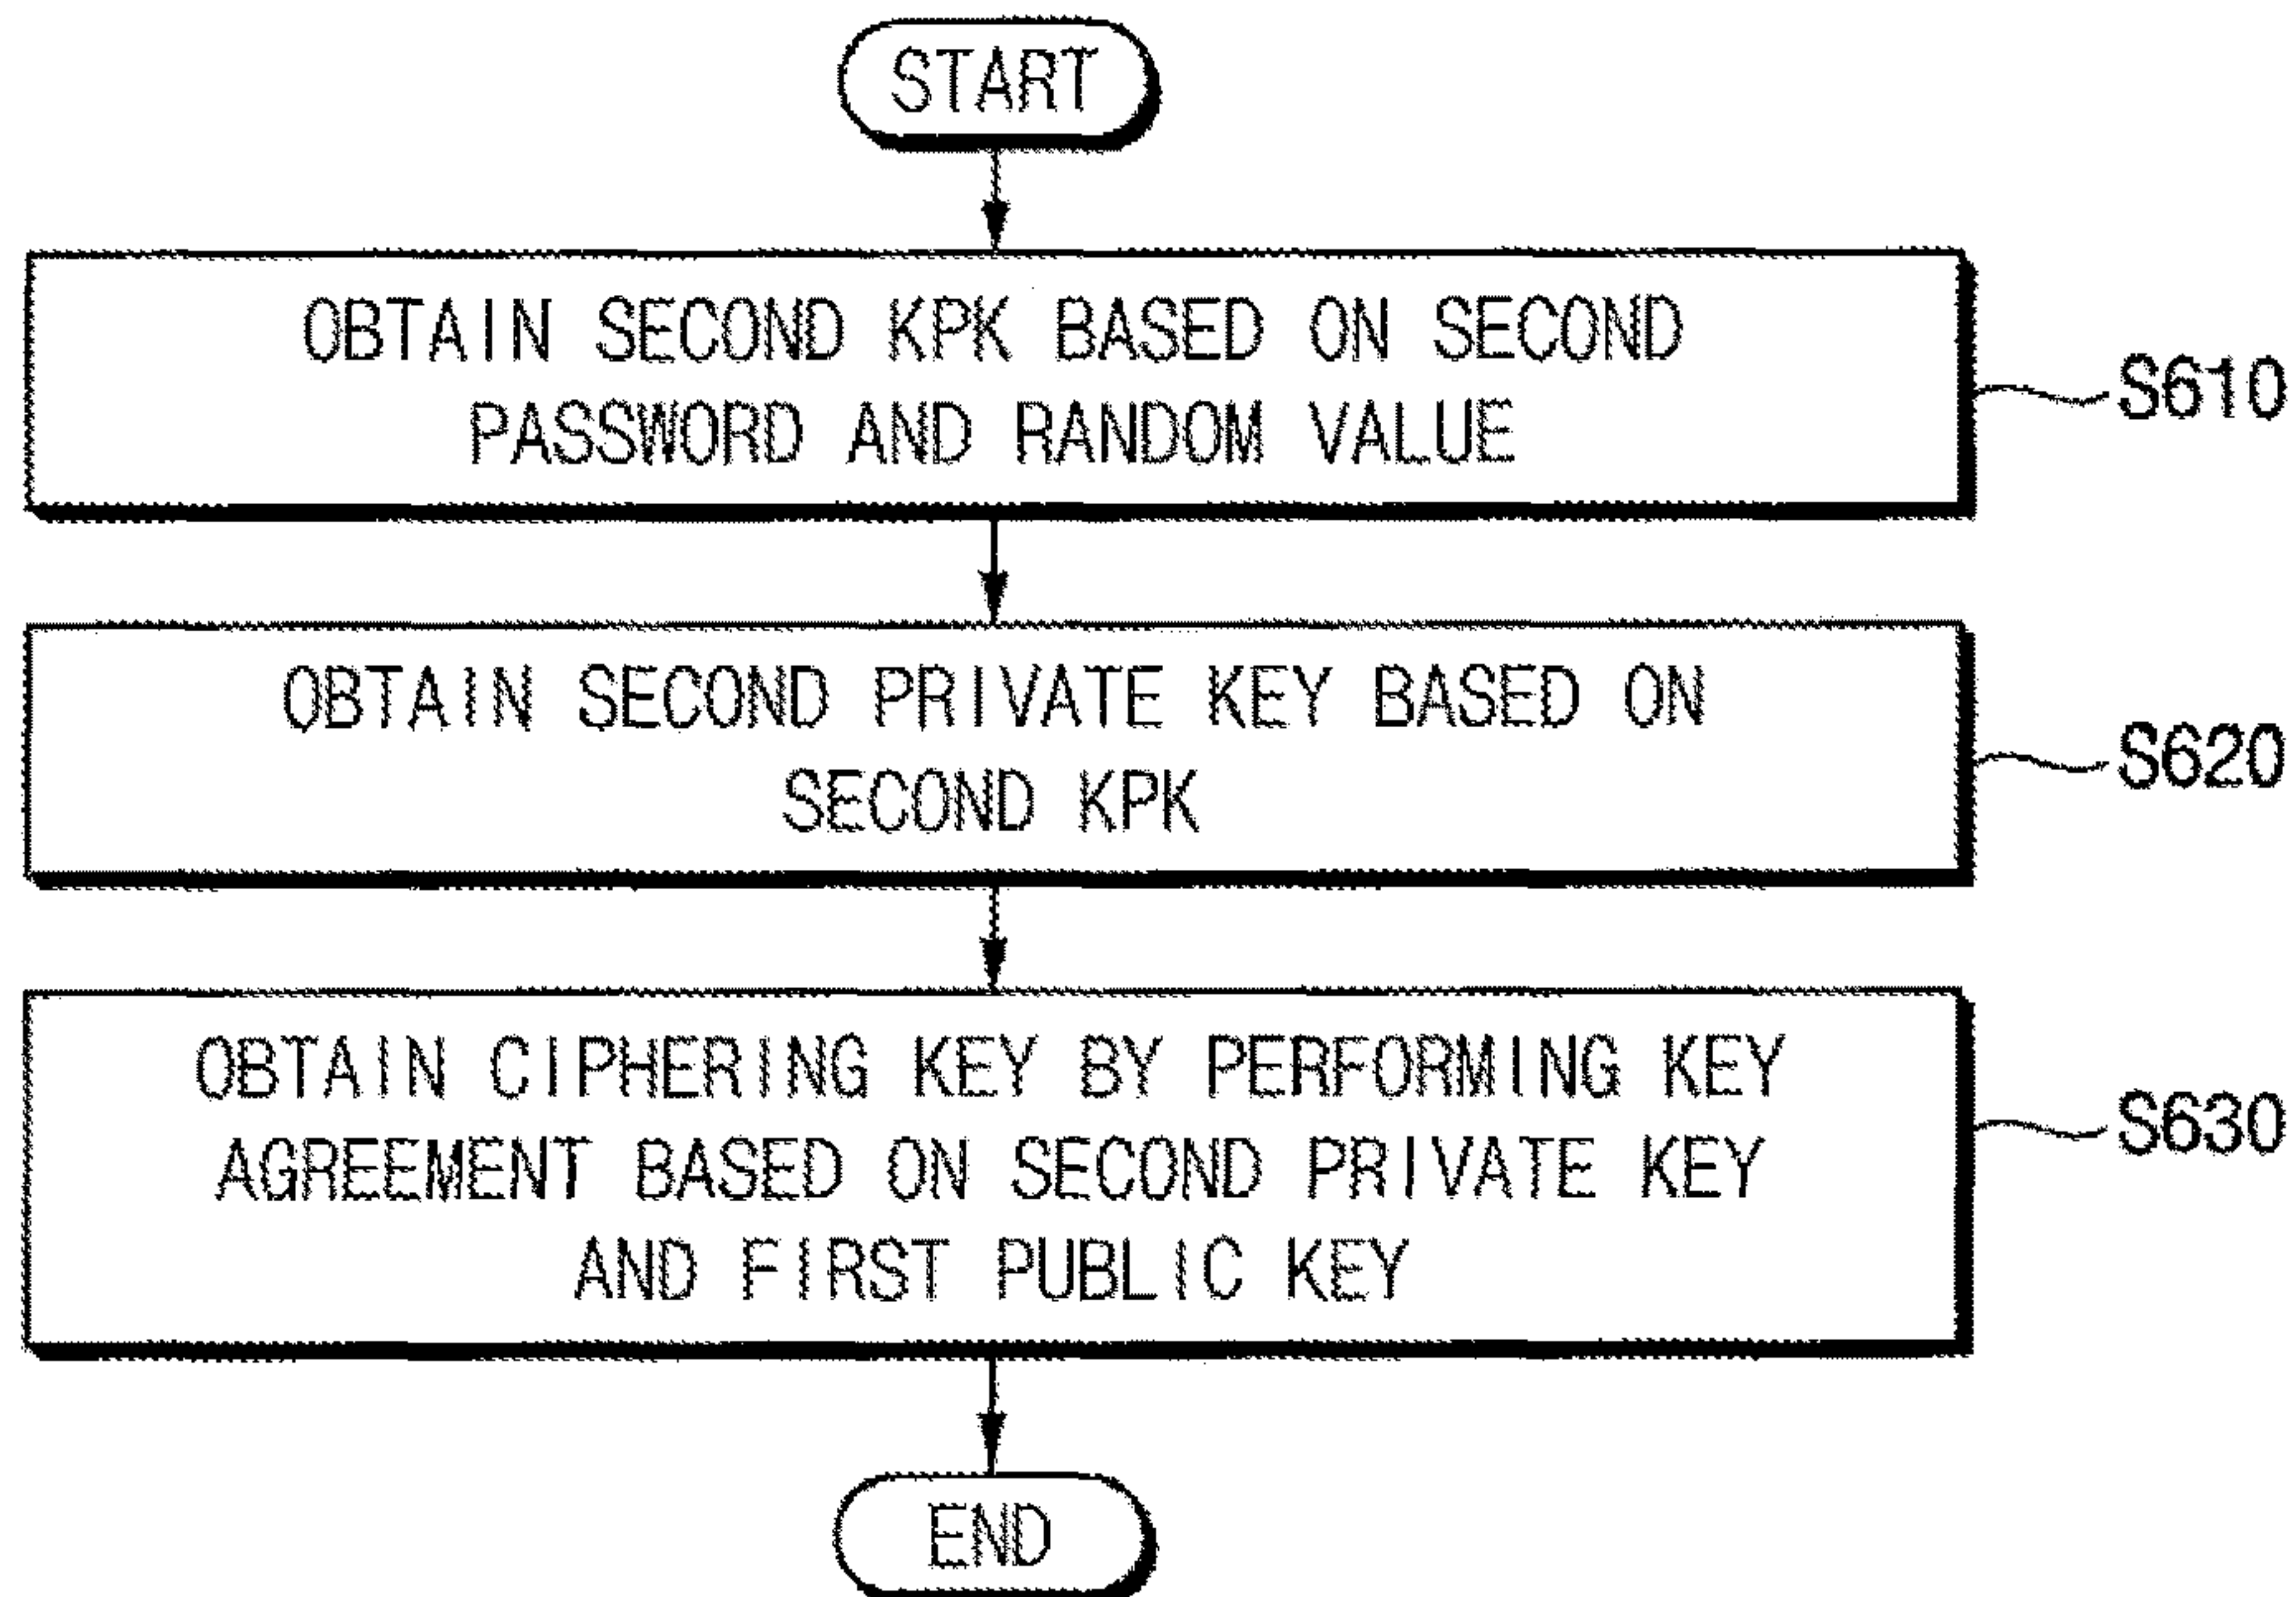 START
OBTAIN SECOND KPK BASED ON SECOND
PASSWORD AND RANDOM VALUE
S610
OBTAIN SECOND PRIVATE KEY BASED ON
SECOND KPK
S620
OBTAIN CIPHERING KEY BY PERFORMING KEY
AGREEMENT BASED ON SECOND PRIVATE KEY
AND FIRST PUBLIC KEY
S630
END